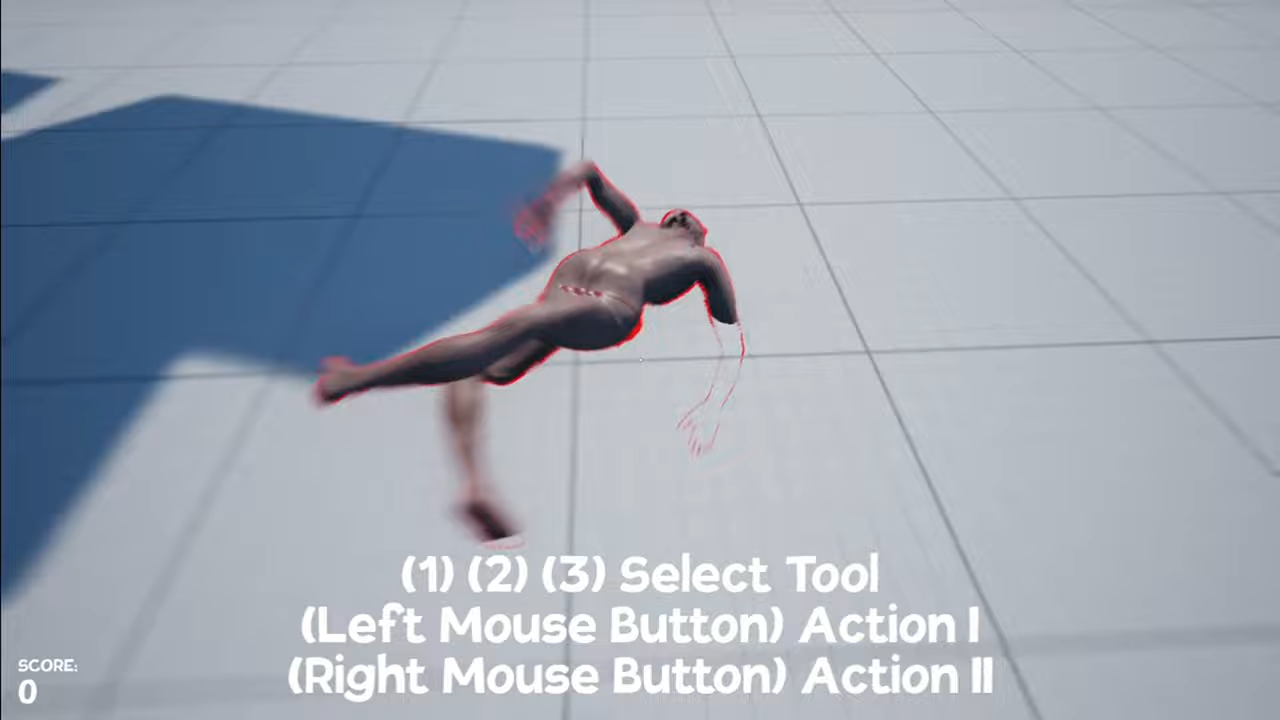 (1) (2) (3) Select Tool
(Left Mouse Button) Action I
(Right Mouse Button) Action II
SCORE:
0